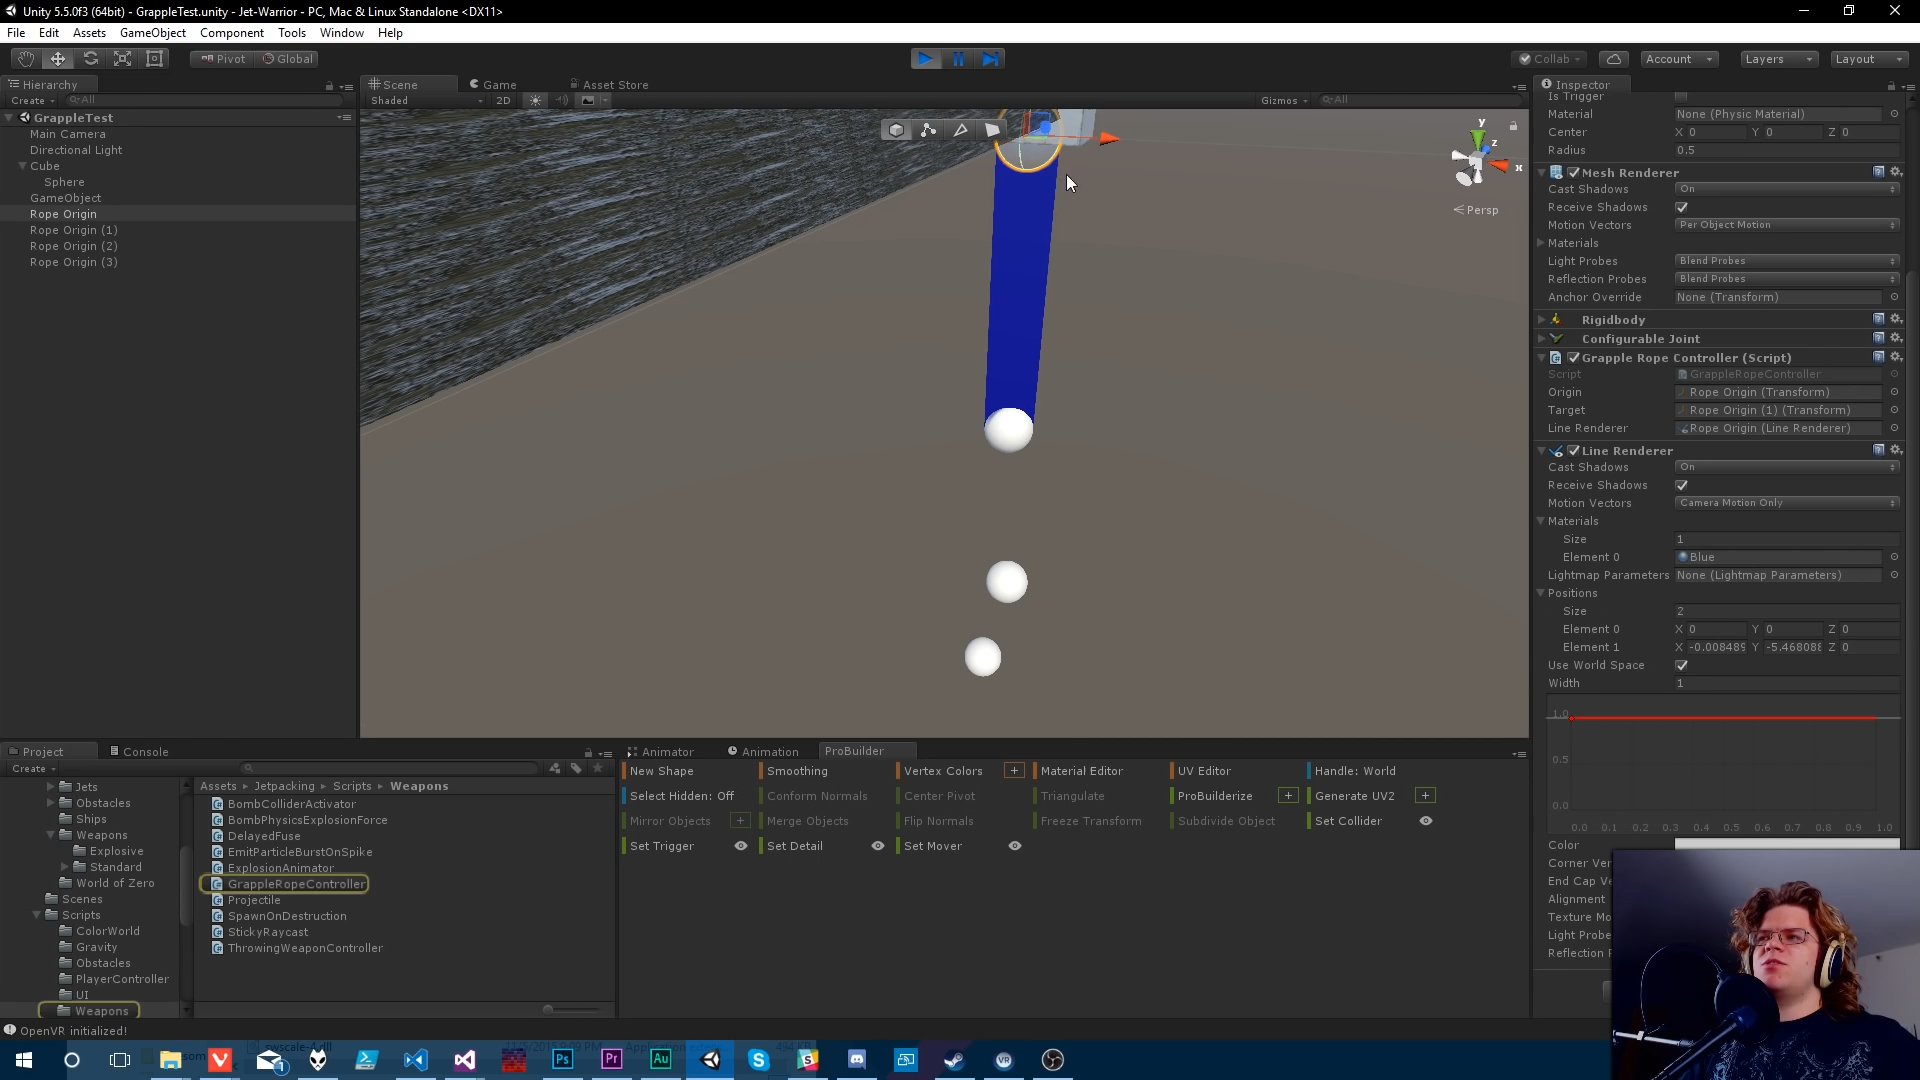 Unity 5.5.0f3 (64bit) - GrappleTest.unity - Jet-Warrior - PC, Mac & Linux Standalone <DX11>
File Edit Assets GameObject Component Tools Window Help
Pivot Global
Collab Account Layers Layout
Hierarchy
Create All
GrappleTest
Main Camera
Directional Light
Cube
Sphere
GameObject
Rope Origin
Rope Origin (1)
Rope Origin (2)
Rope Origin (3)
Scene Game Asset Store
Shaded 2D Gizmos All
y
z
x
Persp
Inspector
Is Trigger
Material None (Physic Material)
Center X 0 Y 0 Z 0
Radius 0.5
Mesh Renderer
Cast Shadows On
Receive Shadows
Motion Vectors Per Object Motion
Materials
Light Probes Blend Probes
Reflection Probes Blend Probes
Anchor Override None (Transform)
Rigidbody
Configurable Joint
Grapple Rope Controller (Script)
Script GrappleRopeController
Origin Rope Origin (Transform)
Target Rope Origin (1) (Transform)
Line Renderer Rope Origin (Line Renderer)
Line Renderer
Cast Shadows On
Receive Shadows
Motion Vectors Camera Motion Only
Materials
Size 1
Element 0 Blue
Lightmap Parameters None (Lightmap Parameters)
Positions
Size 2
Element 0 X 0 Y 0 Z 0
Element 1 X -0.008489 Y -5.468088 Z 0
Use World Space
Width 1
1.0
0.5
0.0
0.0 0.1 0.2 0.3 0.4 0.5 0.6 0.7 0.8 0.9 1.0
Color
Corner Ver
End Cap Ve
Alignment
Texture Mo
Light Probe
Reflection F
Project Console
Create
Jets
Obstacles
Ships
Weapons
Explosive
Standard
World of Zero
Scenes
Scripts
ColorWorld
Gravity
Obstacles
PlayerController
UI
Weapons
Assets Jetpacking Scripts Weapons
BombColliderActivator
BombPhysicsExplosionForce
DelayedFuse
EmitParticleBurstOnSpike
ExplosionAnimator
GrappleRopeController
Projectile
SpawnOnDestruction
StickyRaycast
ThrowingWeaponController
Animator Animation ProBuilder
New Shape Smoothing Vertex Colors + Material Editor UV Editor Handle: World
Select Hidden: Off Conform Normals Center Pivot Triangulate ProBuilderize + Generate UV2 +
Mirror Objects + Merge Objects Flip Normals Freeze Transform Subdivide Object Set Collider
Set Trigger Set Detail Set Mover
OpenVR initialized!
Ps Pr Au